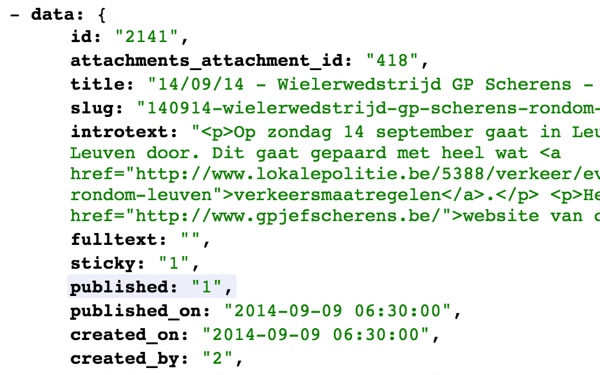 - data: {
id: "2141",
attachments_attachment_id: "418",
title: "14/09/14 - Wielerwedstrijd GP Scherens -
slug: "140914-wielerwedstrijd-gp-scherens-rondom-
introtext: "<p>Op zondag 14 september gaat in Leu
Leuven door. Dit gaat gepaard met heel wat <a
href="http://www.lokalepolitie.be/5388/verkeer/ev
rondom-leuven">verkeersmaatregelen</a>.</p> <p>He
href="http://www.gpjefscherens.be/">website van d
fulltext: "",
sticky: "1",
published: "1",
published_on: "2014-09-09 06:30:00",
created_on: "2014-09-09 06:30:00",
created_by: "2",